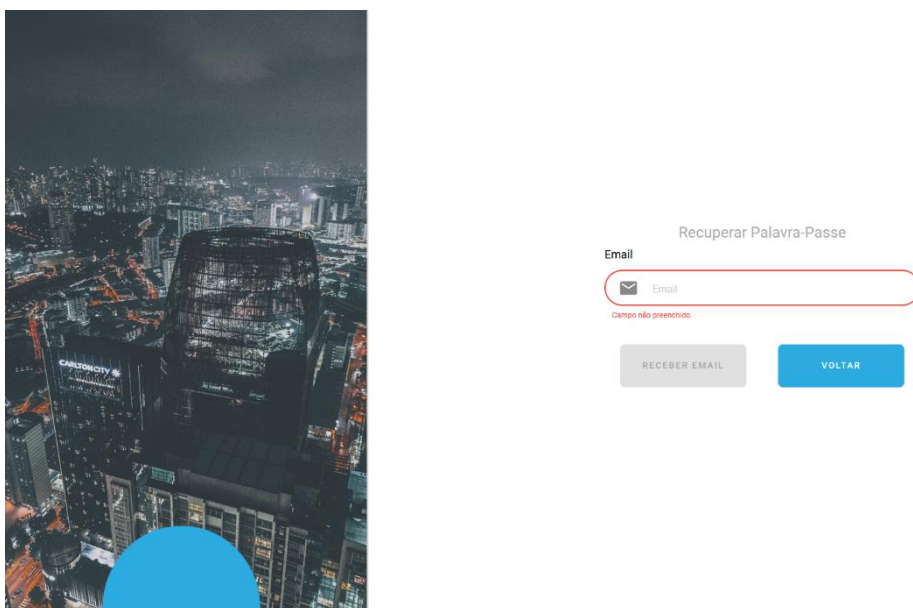 CARLTON CITY
Recuperar Palavra-Passe
Email
Email
Campo não preenchido.
RECEBER EMAIL
VOLTAR